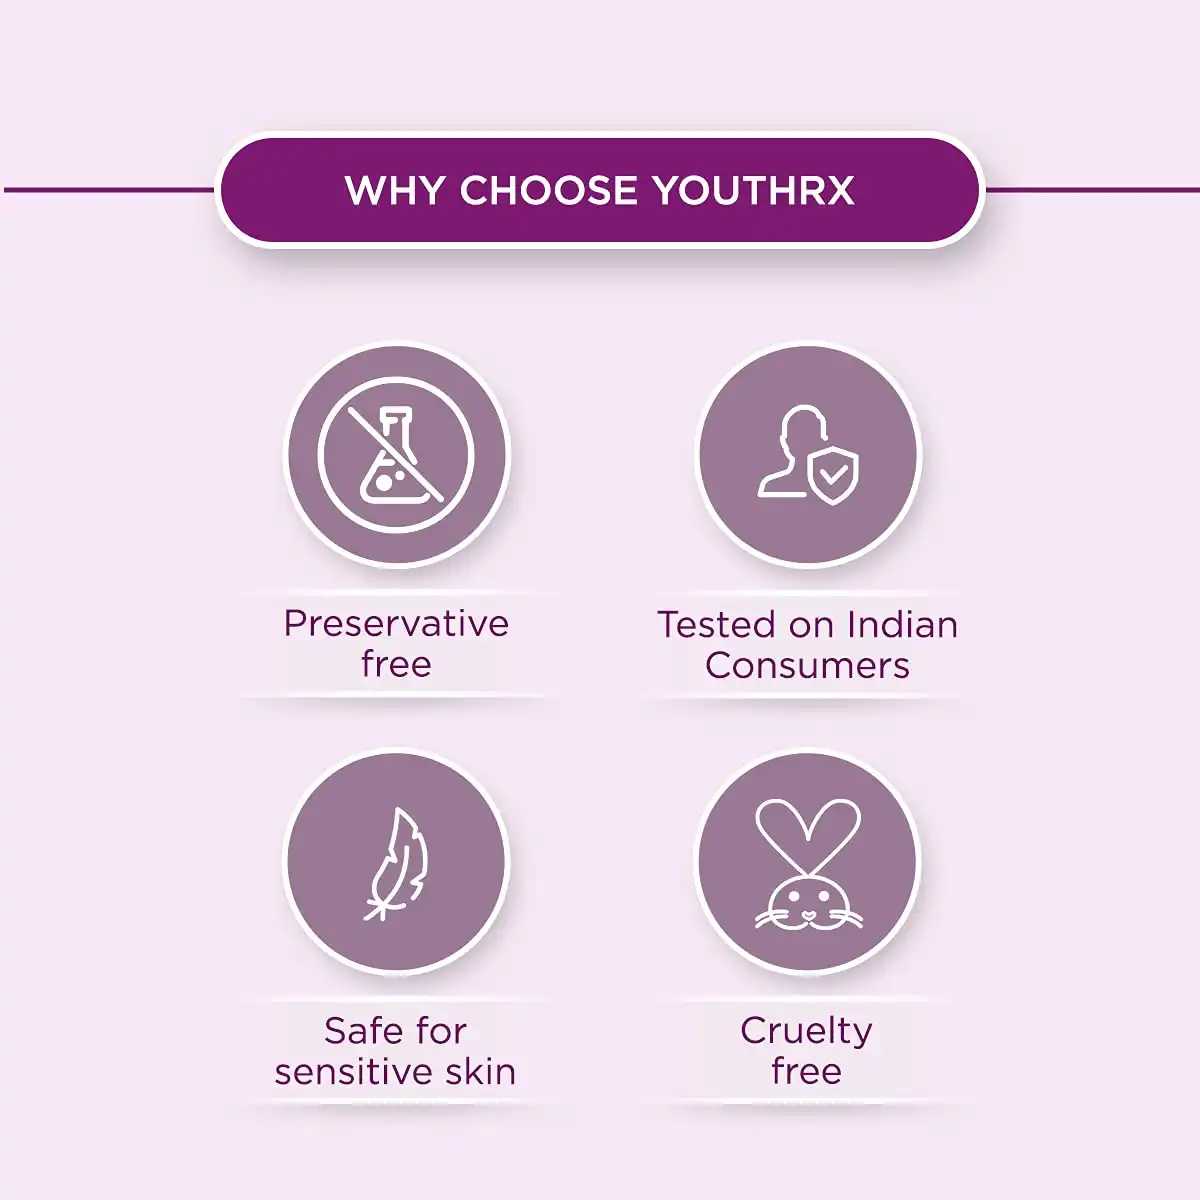 WHY CHOOSE YOUTHRX
Preservative
free
Tested on Indian
Consumers
Safe for
sensitive skin
Cruelty
free